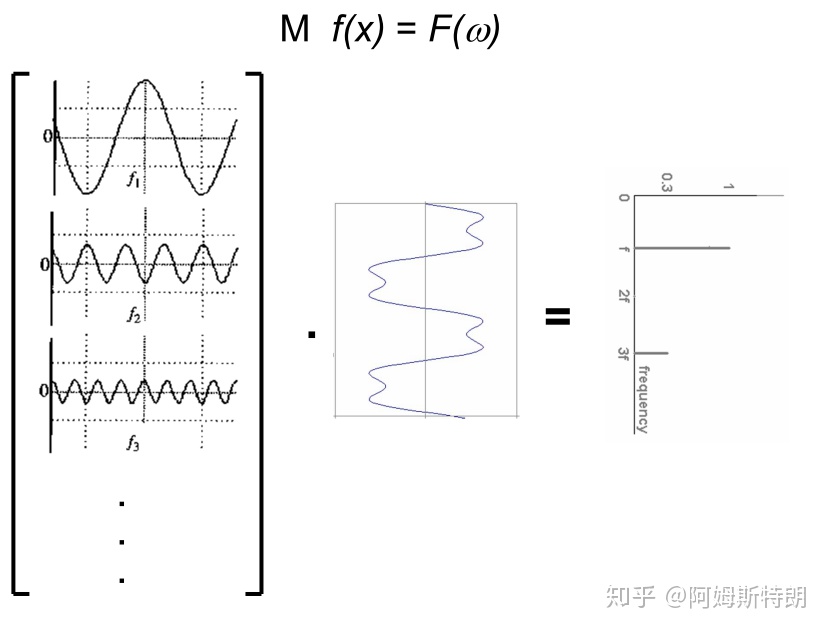 M f(x) = F(ω)
0
f₁
0
f₂
0
f₃
.
.
.
.
=
0.3
1
0
f
2f
3f
frequency
知乎 @阿姆斯特朗